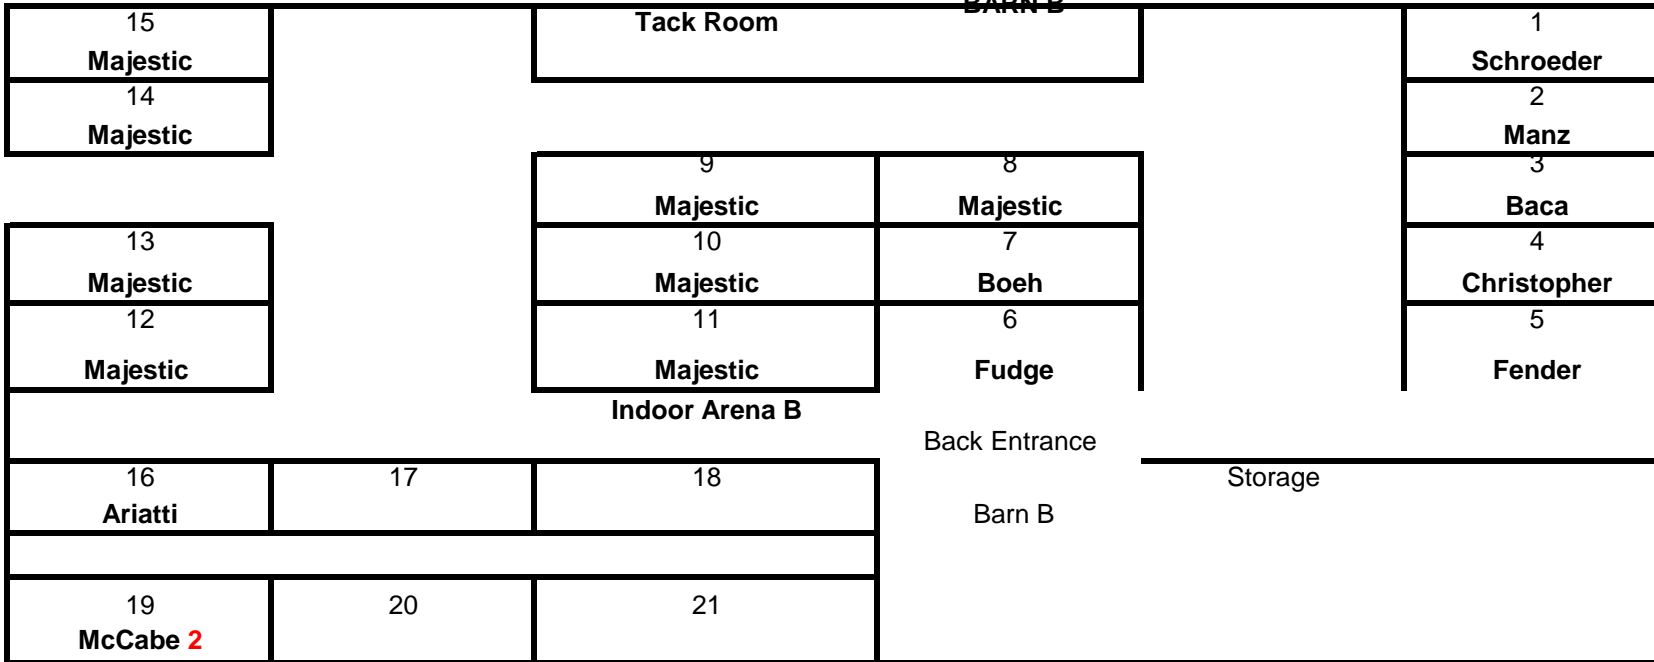 BARN B
15 Tack Room 1
Majestic Schroeder
14 2
Majestic Manz
9 8 3
Majestic Majestic Baca
13 10 7 4
Majestic Majestic Boeh Christopher
12 11 6 5
Majestic Majestic Fudge Fender
Indoor Arena B
Back Entrance
16 17 18 Storage
Ariatti Barn B
19 20 21
McCabe 2